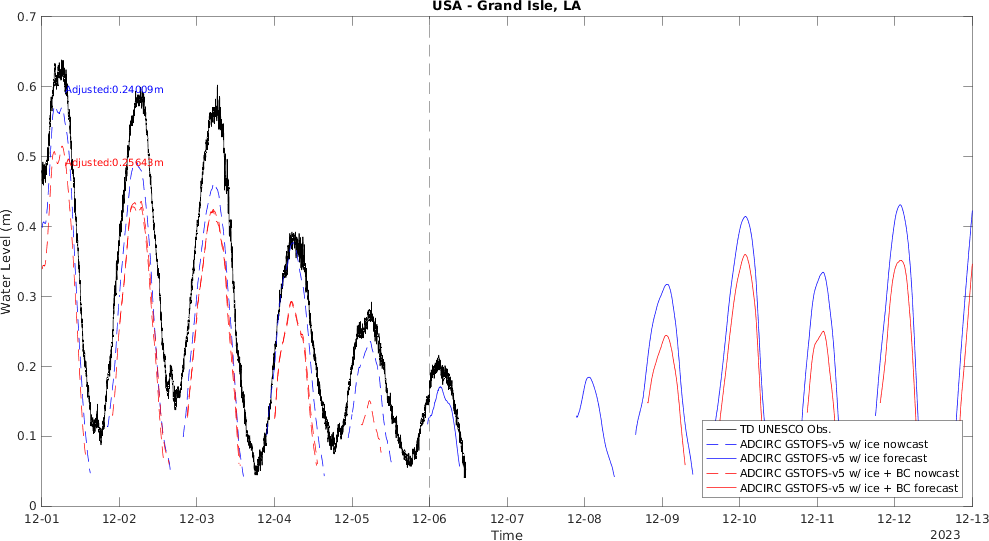 USA - Grand Isle, LA
0.7
0.6
0.5
0.4
0.3
0.2
0.1
0
Water Level (m)
Adjusted:0.24009m
Adjusted:0.25643m
TD UNESCO Obs.
ADCIRC GSTOFS-v5 w/ ice nowcast
ADCIRC GSTOFS-v5 w/ ice forecast
ADCIRC GSTOFS-v5 w/ ice + BC nowcast
ADCIRC GSTOFS-v5 w/ ice + BC forecast
12-01 12-02 12-03 12-04 12-05 12-06 12-07 12-08 12-09 12-10 12-11 12-12 12-13
Time
2023